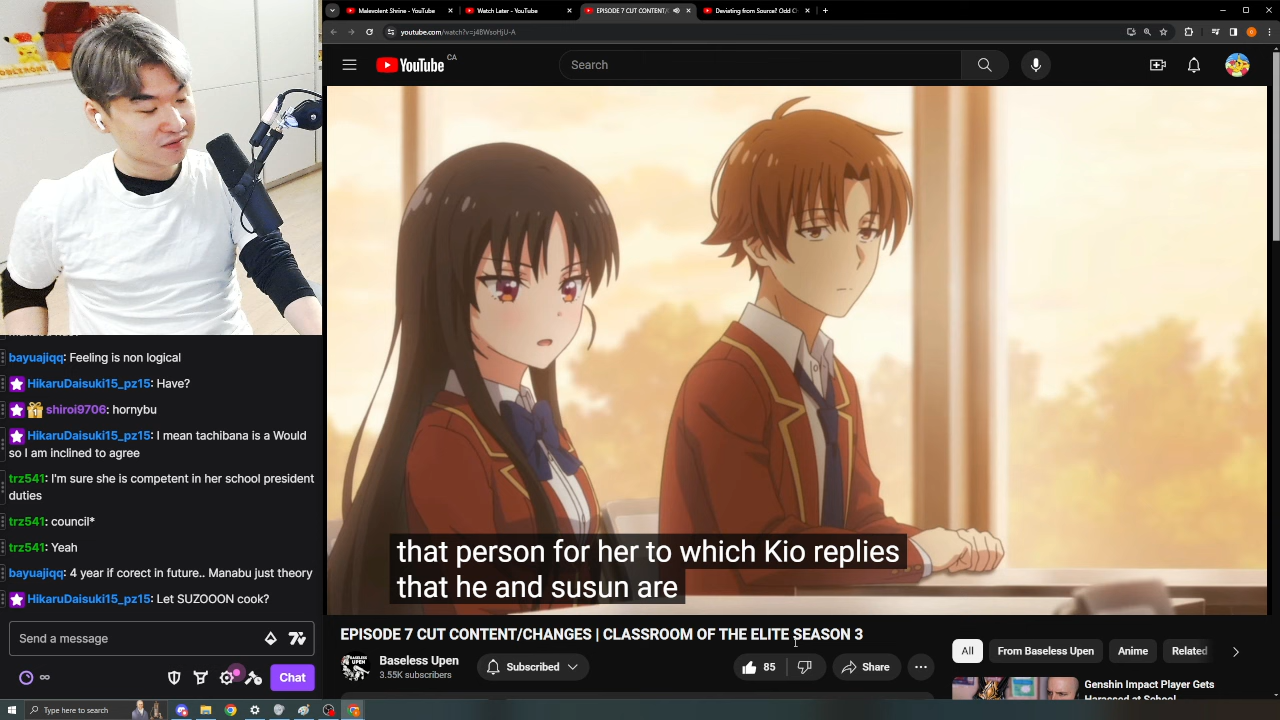 Malevolent Shrine - YouTube
Watch Later - YouTube
EPISODE 7 CUT CONTENT/
Deviating from Source? Odd C
youtube.com/watch?v=j4BWsoHjU-A
YouTube CA
Search
bayuajiqq: Feeling is non logical
HikaruDaisuki15_pz15: Have?
shiroi9706: hornybu
HikaruDaisuki15_pz15: I mean tachibana is a Would
so I am inclined to agree
trz541: I'm sure she is competent in her school president
duties
trz541: council*
trz541: Yeah
bayuajiqq: 4 year if corect in future.. Manabu just theory
HikaruDaisuki15_pz15: Let SUZOOON cook?
Send a message
Chat
that person for her to which Kio replies
that he and susun are
EPISODE 7 CUT CONTENT/CHANGES | CLASSROOM OF THE ELITE SEASON 3
BASELESS UPEN
Baseless Upen
3.55K subscribers
Subscribed
85
Share
All
From Baseless Upen
Anime
Related
Genshin Impact Player Gets
Type here to search